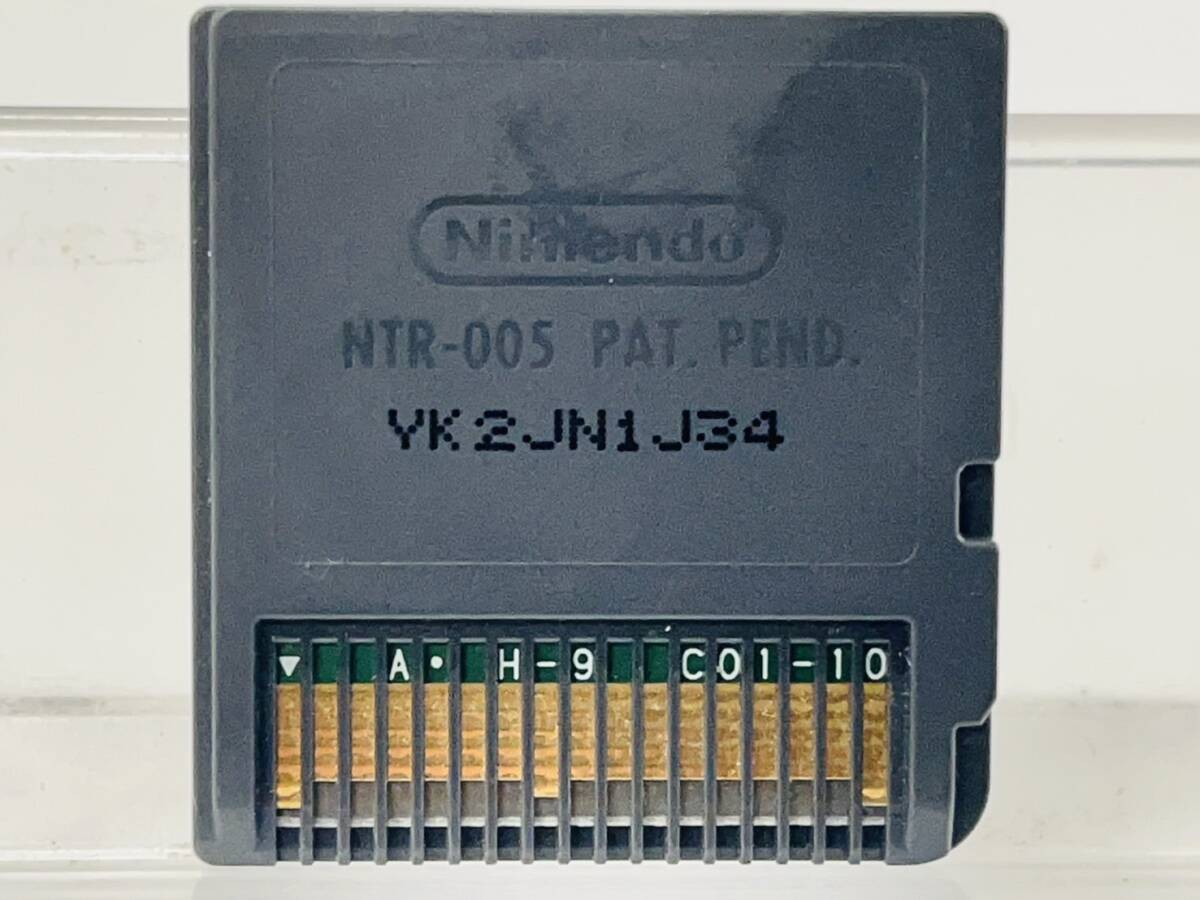 Nintendo
NTR-005 PAT. PEND.
YK2JN1J34
▼ A • H-9 C01-10